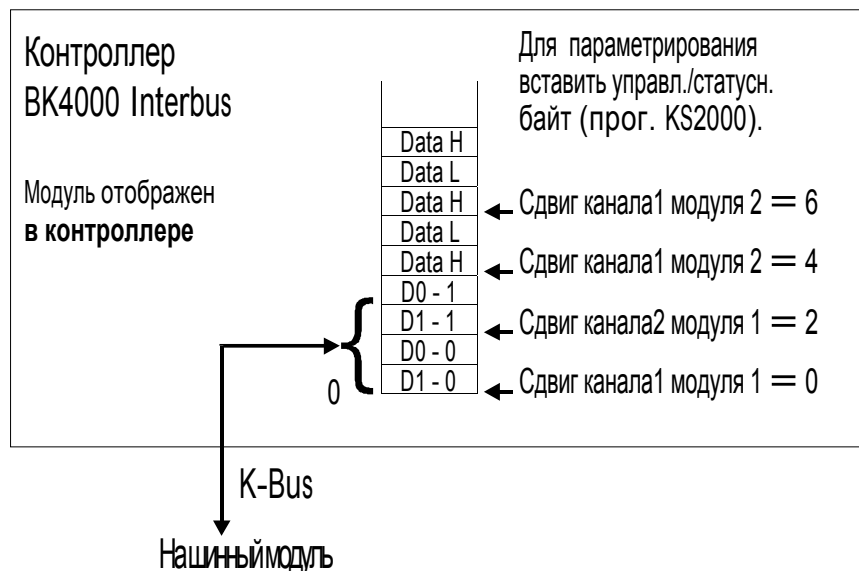 Контроллер
BK4000 Interbus
Модуль отображен
в контроллере
Для параметрирования
вставить управл./статусн.
байт (прог. KS2000).
Data H
Data L
Data H
Data L
Data H
D0 - 1
D1 - 1
D0 - 0
D1 - 0
0
Сдвиг канала1 модуля 2 = 6
Сдвиг канала1 модуля 2 = 4
Сдвиг канала2 модуля 1 = 2
Сдвиг канала1 модуля 1 = 0
K-Bus
На шинный модуль